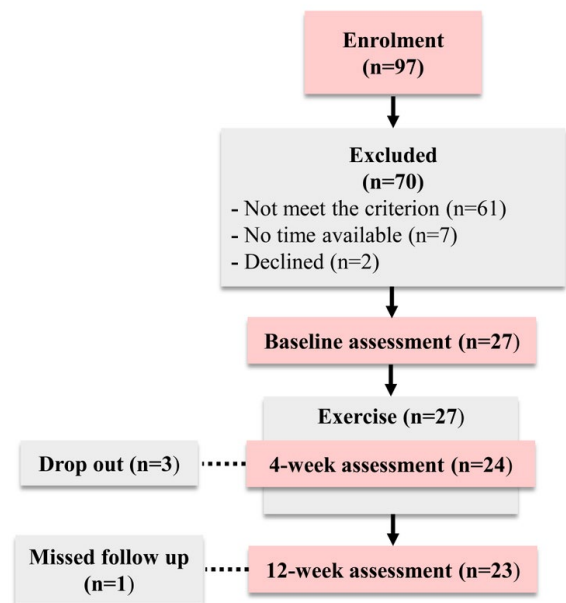 Enrolment
(n=97)
Excluded
(n=70)
- Not meet the criterion (n=61)
- No time available (n=7)
- Declined (n=2)
Baseline assessment (n=27)
Exercise (n=27)
Drop out (n=3)
4-week assessment (n=24)
Missed follow up
(n=1)
12-week assessment (n=23)